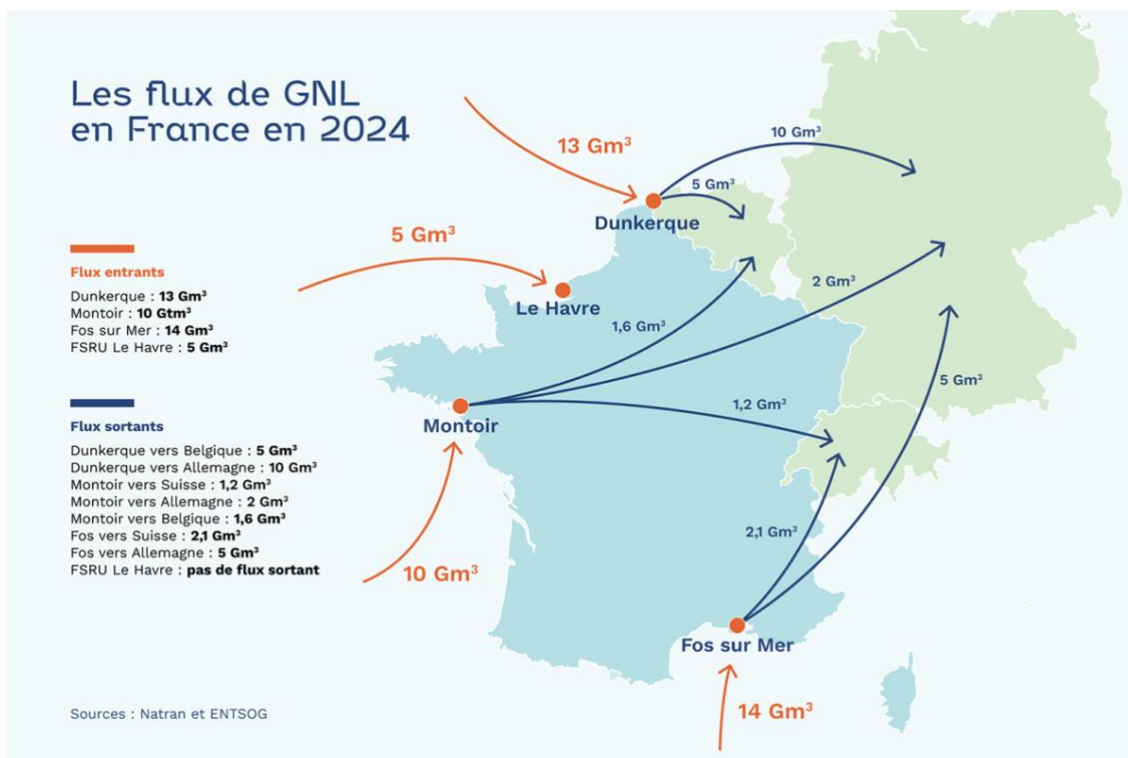 Les flux de GNL
en France en 2024
Flux entrants
Dunkerque : 13 Gm³
Montoir : 10 Gtm³
Fos sur Mer : 14 Gm³
FSRU Le Havre : 5 Gm³
Flux sortants
Dunkerque vers Belgique : 5 Gm³
Dunkerque vers Allemagne : 10 Gm³
Montoir vers Suisse : 1,2 Gm³
Montoir vers Allemagne : 2 Gm³
Montoir vers Belgique : 1,6 Gm³
Fos vers Suisse : 2,1 Gm³
Fos vers Allemagne : 5 Gm³
FSRU Le Havre : pas de flux sortant
Sources : Natran et ENTSOG
10 Gm³
13 Gm³
5 Gm³
Dunkerque
5 Gm³
2 Gm³
Le Havre
1,6 Gm³
5 Gm³
1,2 Gm³
Montoir
2,1 Gm³
10 Gm³
Fos sur Mer
14 Gm³